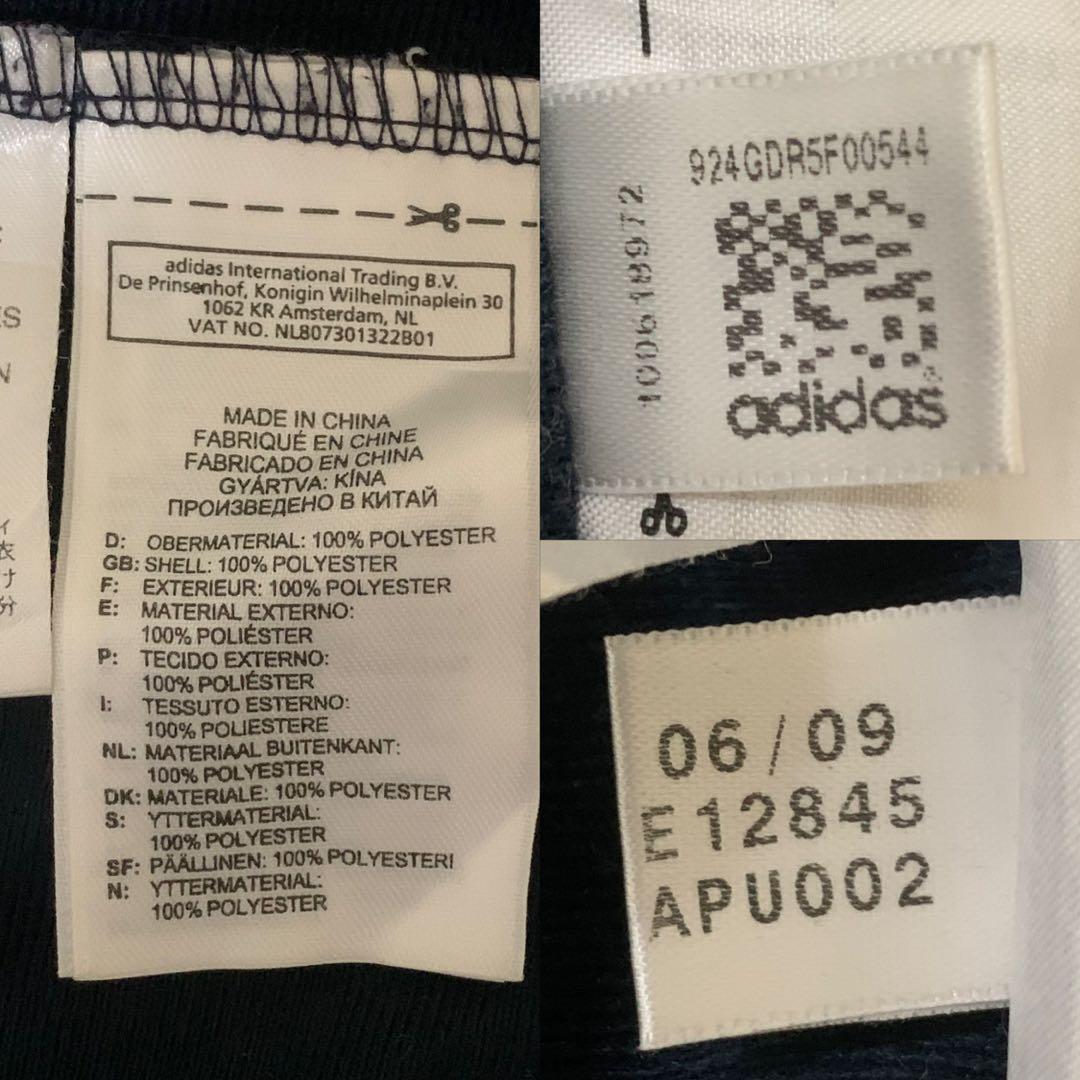 adidas International Trading B.V.
De Prinsenhof, Konigin Wilhelminaplein 30
1062 KR Amsterdam, NL
VAT NO. NL807301322B01
MADE IN CHINA
FABRIQUÉ EN CHINE
FABRICADO EN CHINA
GYÁRTVA: KÍNA
ПРОИЗВЕДЕНО В КИТАЙ
D: OBERMATERIAL: 100% POLYESTER
GB: SHELL: 100% POLYESTER
F: EXTERIEUR: 100% POLYESTER
E: MATERIAL EXTERNO:
100% POLIÉSTER
P: TECIDO EXTERNO:
100% POLIÉSTER
I: TESSUTO ESTERNO:
100% POLIESTERE
NL: MATERIAAL BUITENKANT:
100% POLYESTER
DK: MATERIALE: 100% POLYESTER
S: YTTERMATERIAL:
100% POLYESTER
SF: PÄÄLLINEN: 100% POLYESTERI
N: YTTERMATERIAL:
100% POLYESTER
924GDR5F00544
100618972
adidas
06/09
E12845
APU002